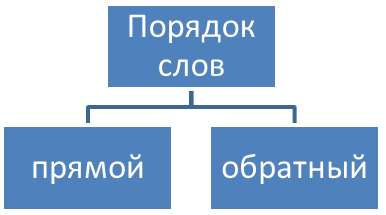 Порядок
слов
прямой
обратный